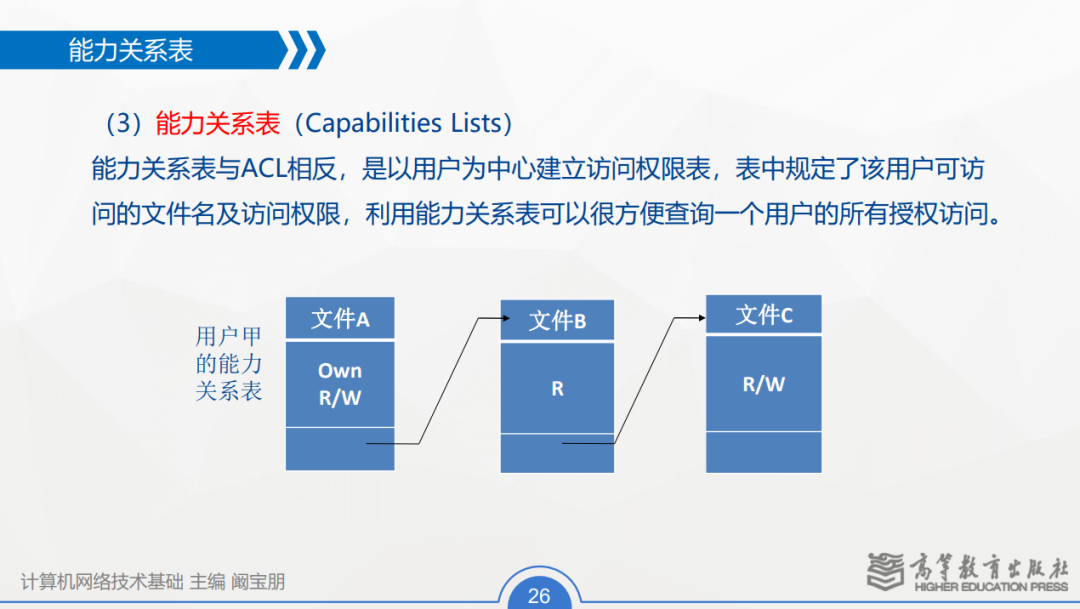 能力关系表
（3）能力关系表（Capabilities Lists）
能力关系表与ACL相反，是以用户为中心建立访问权限表，表中规定了该用户可访
问的文件名及访问权限，利用能力关系表可以很方便查询一个用户的所有授权访问。
用户甲
的能力
关系表
文件A
Own
R/W
文件B
R
文件C
R/W
计算机网络技术基础 主编 阚宝朋
26
高等教育出版社
HIGHER EDUCATION PRESS